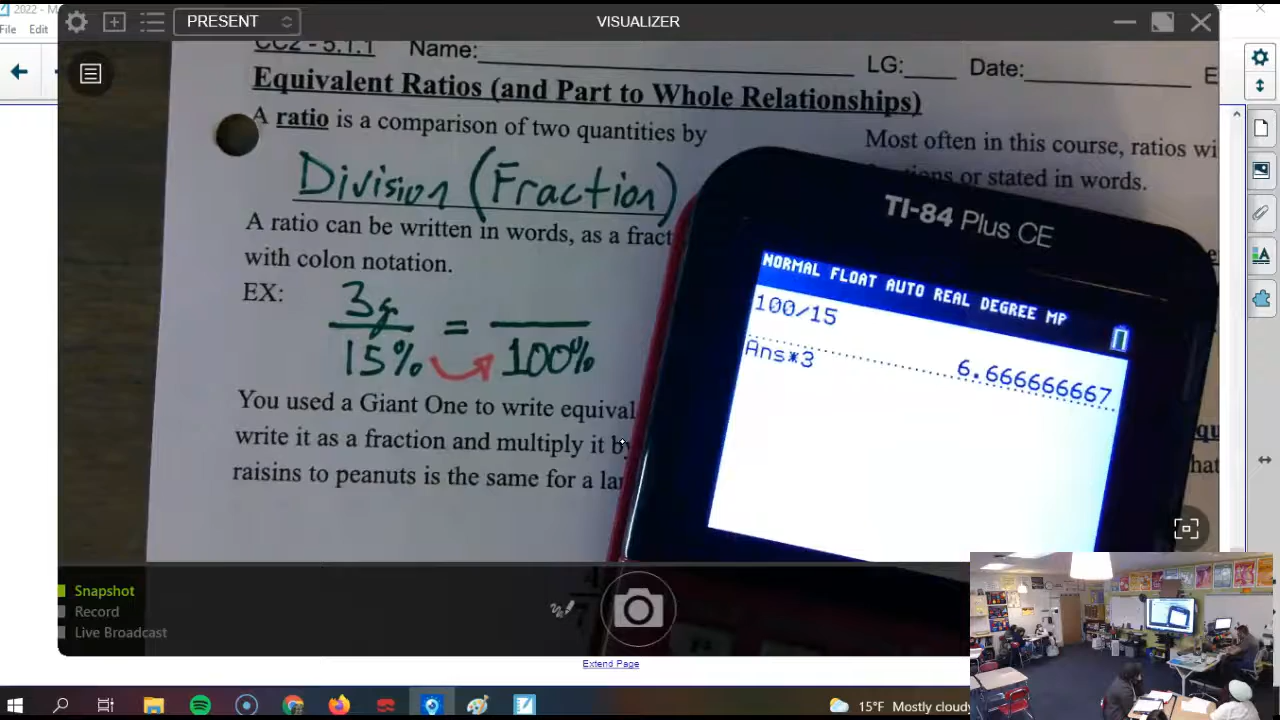 2022 - M
File Edit
PRESENT
VISUALIZER
CC2 - 5.1.1 Name: LG: Date: E
Equivalent Ratios (and Part to Whole Relationships)
A ratio is a comparison of two quantities by
Division (Fraction)
A ratio can be written in words, as a fract
with colon notation.
EX:
3g
15% = 100%
You used a Giant One to write equival
write it as a fraction and multiply it by
raisins to peanuts is the same for a la
Most often in this course, ratios wi
or stated in words.
TI-84 Plus CE
NORMAL FLOAT AUTO REAL DEGREE MP
100/15
6.666666667
Ans*3
Snapshot
Record
Live Broadcast
Extend Page
15°F Mostly cloudy